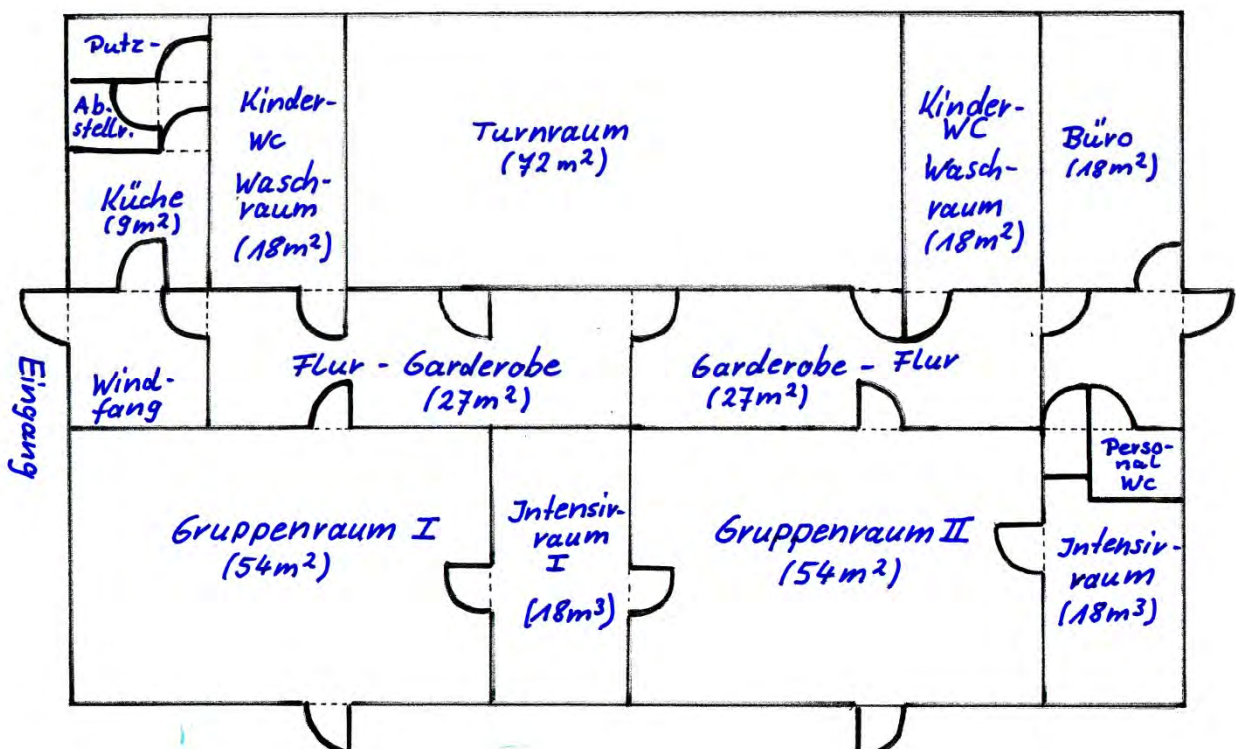 Putz-
Ab-
stellr.
Küche
(9m²)
Kinder-
WC
Wasch-
raum
(18m²)
Turnraum
(72m²)
Kinder-
WC
Wasch-
raum
(18m²)
Büro
(18m²)
Eingang
Wind-
fang
Flur - Garderobe
(27m²)
Garderobe - Flur
(27m²)
Perso-
nal
WC
Gruppenraum I
(54m²)
Intensiv-
raum
I
(18m³)
Gruppenraum II
(54m²)
Intensiv-
raum
(18m³)